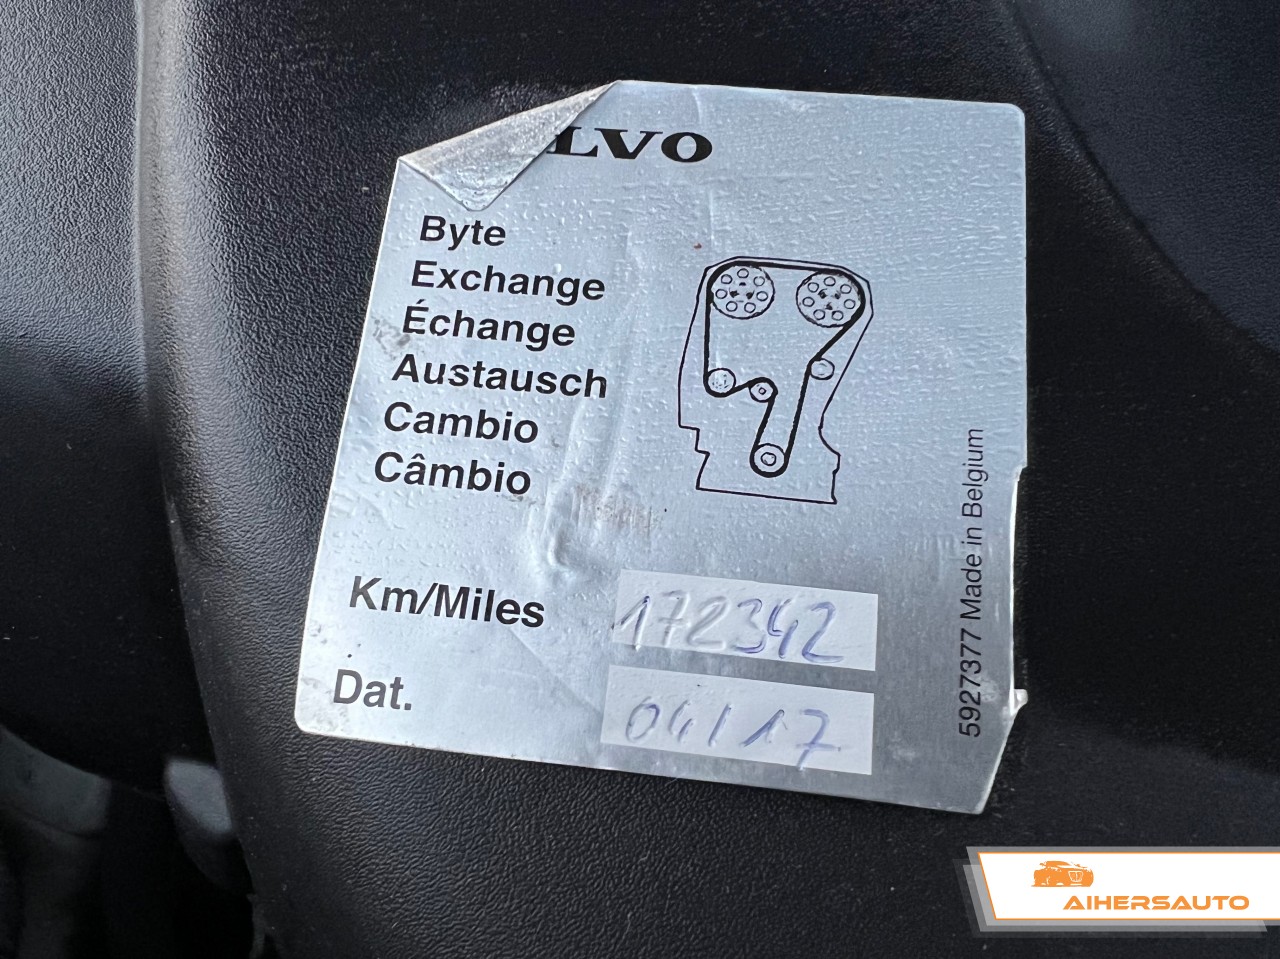 LVO
Byte
Exchange
Échange
Austausch
Cambio
Câmbio
Km/Miles 172342
Dat. 04/17
5927377 Made in Belgium
AIHERSAUTO